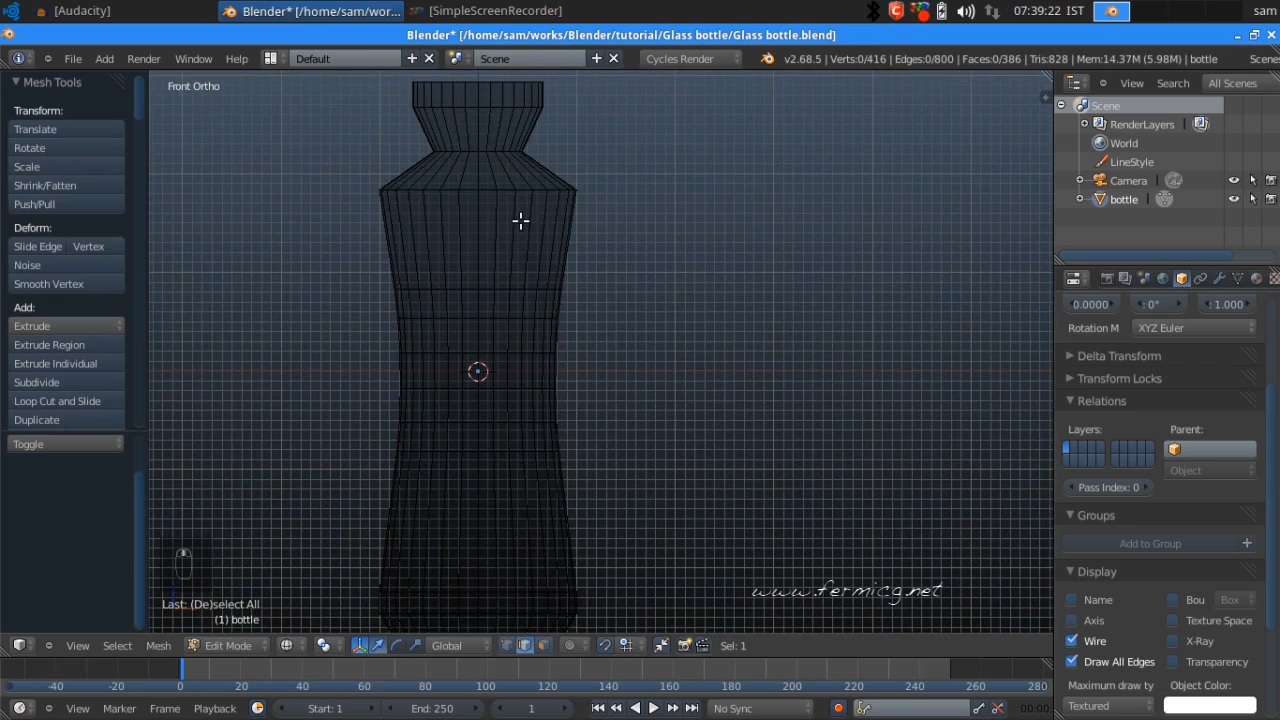 [Audacity] Blender* [/home/sam/wor... [SimpleScreenRecorder] 07:39:22 IST sam
Blender* [/home/sam/works/Blender/tutorial/Glass bottle/Glass bottle.blend]
File Add Render Window Help Default Scene Cycles Render v2.68.5 | Verts:0/416 | Edges:0/800 | Faces:0/386 | Tris:828 | Mem:14.37M (5.98M) | bottle
Mesh Tools
Transform:
Translate
Rotate
Scale
Shrink/Fatten
Push/Pull
Deform:
Slide Edge Vertex
Noise
Smooth Vertex
Add:
Extrude
Extrude Region
Extrude Individual
Subdivide
Loop Cut and Slide
Duplicate
Toggle
Front Ortho
www.fermicg.net
Last: (De)select All
(1) bottle
View Select Mesh Edit Mode Global Sel: 1
-40 -20 0 20 40 60 80 100 120 140 160 180 200 220 240 260 280
View Marker Frame Playback Start: 1 End: 250 1 No Sync
View Search All Scenes
Scene
RenderLayers
World
LineStyle
Camera
bottle
0.0000 : 0° : 1.000
Rotation M XYZ Euler
Delta Transform
Transform Locks
Relations
Layers: Parent:
Object
Pass Index: 0
Groups
Add to Group
Display
Name Bou Box
Axis Texture Space
Wire X-Ray
Draw All Edges Transparency
Maximum draw ty Object Color:
Textured